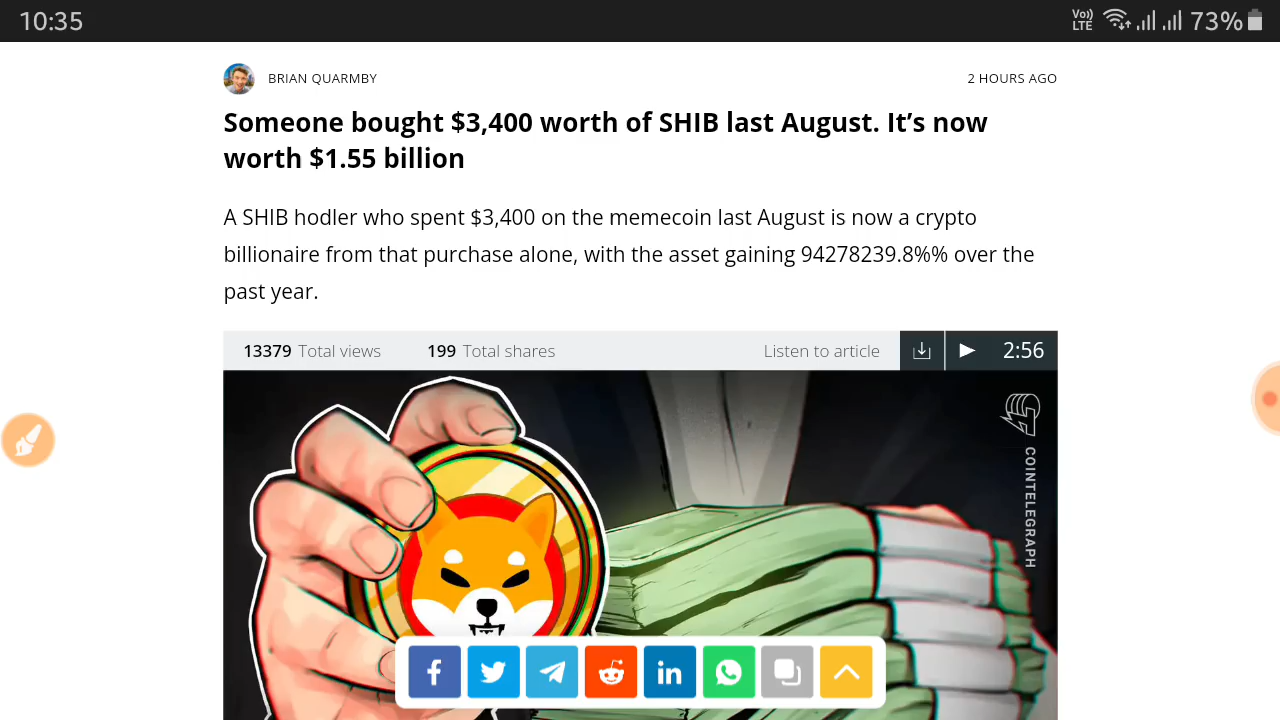 10:35
Vo)) LTE 73%
BRIAN QUARMBY
2 HOURS AGO
Someone bought $3,400 worth of SHIB last August. It’s now
worth $1.55 billion
A SHIB hodler who spent $3,400 on the memecoin last August is now a crypto
billionaire from that purchase alone, with the asset gaining 94278239.8%% over the
past year.
13379 Total views 199 Total shares Listen to article 2:56
COINTELEGRAPH